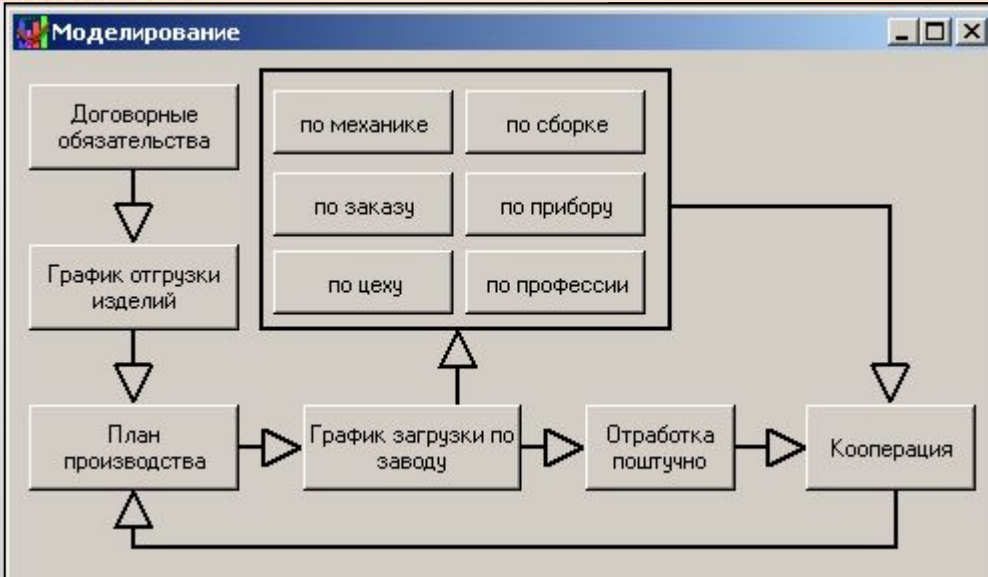 Моделирование
Договорные
обязательства
по механике
по сборке
по заказу
по прибору
по цеху
по профессии
График отгрузки
изделий
План
производства
График загрузки по
заводу
Отработка
поштучно
Кооперация